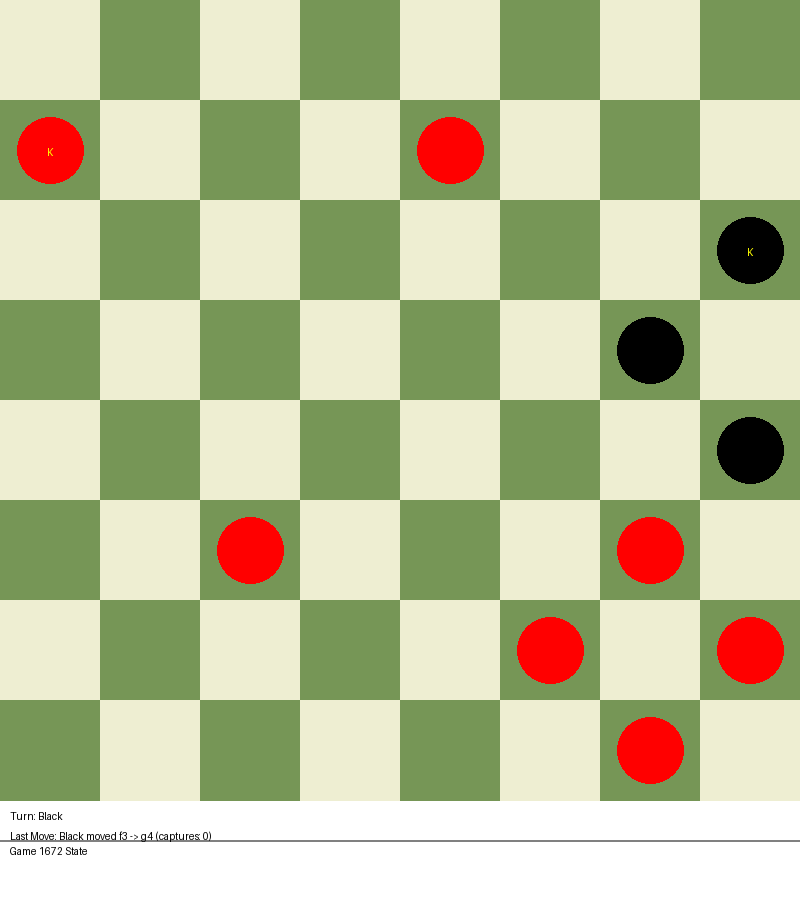 K
K
Turn: Black
Last Move: Black moved f3 -> g4 (captures: 0)
Game 1672 State